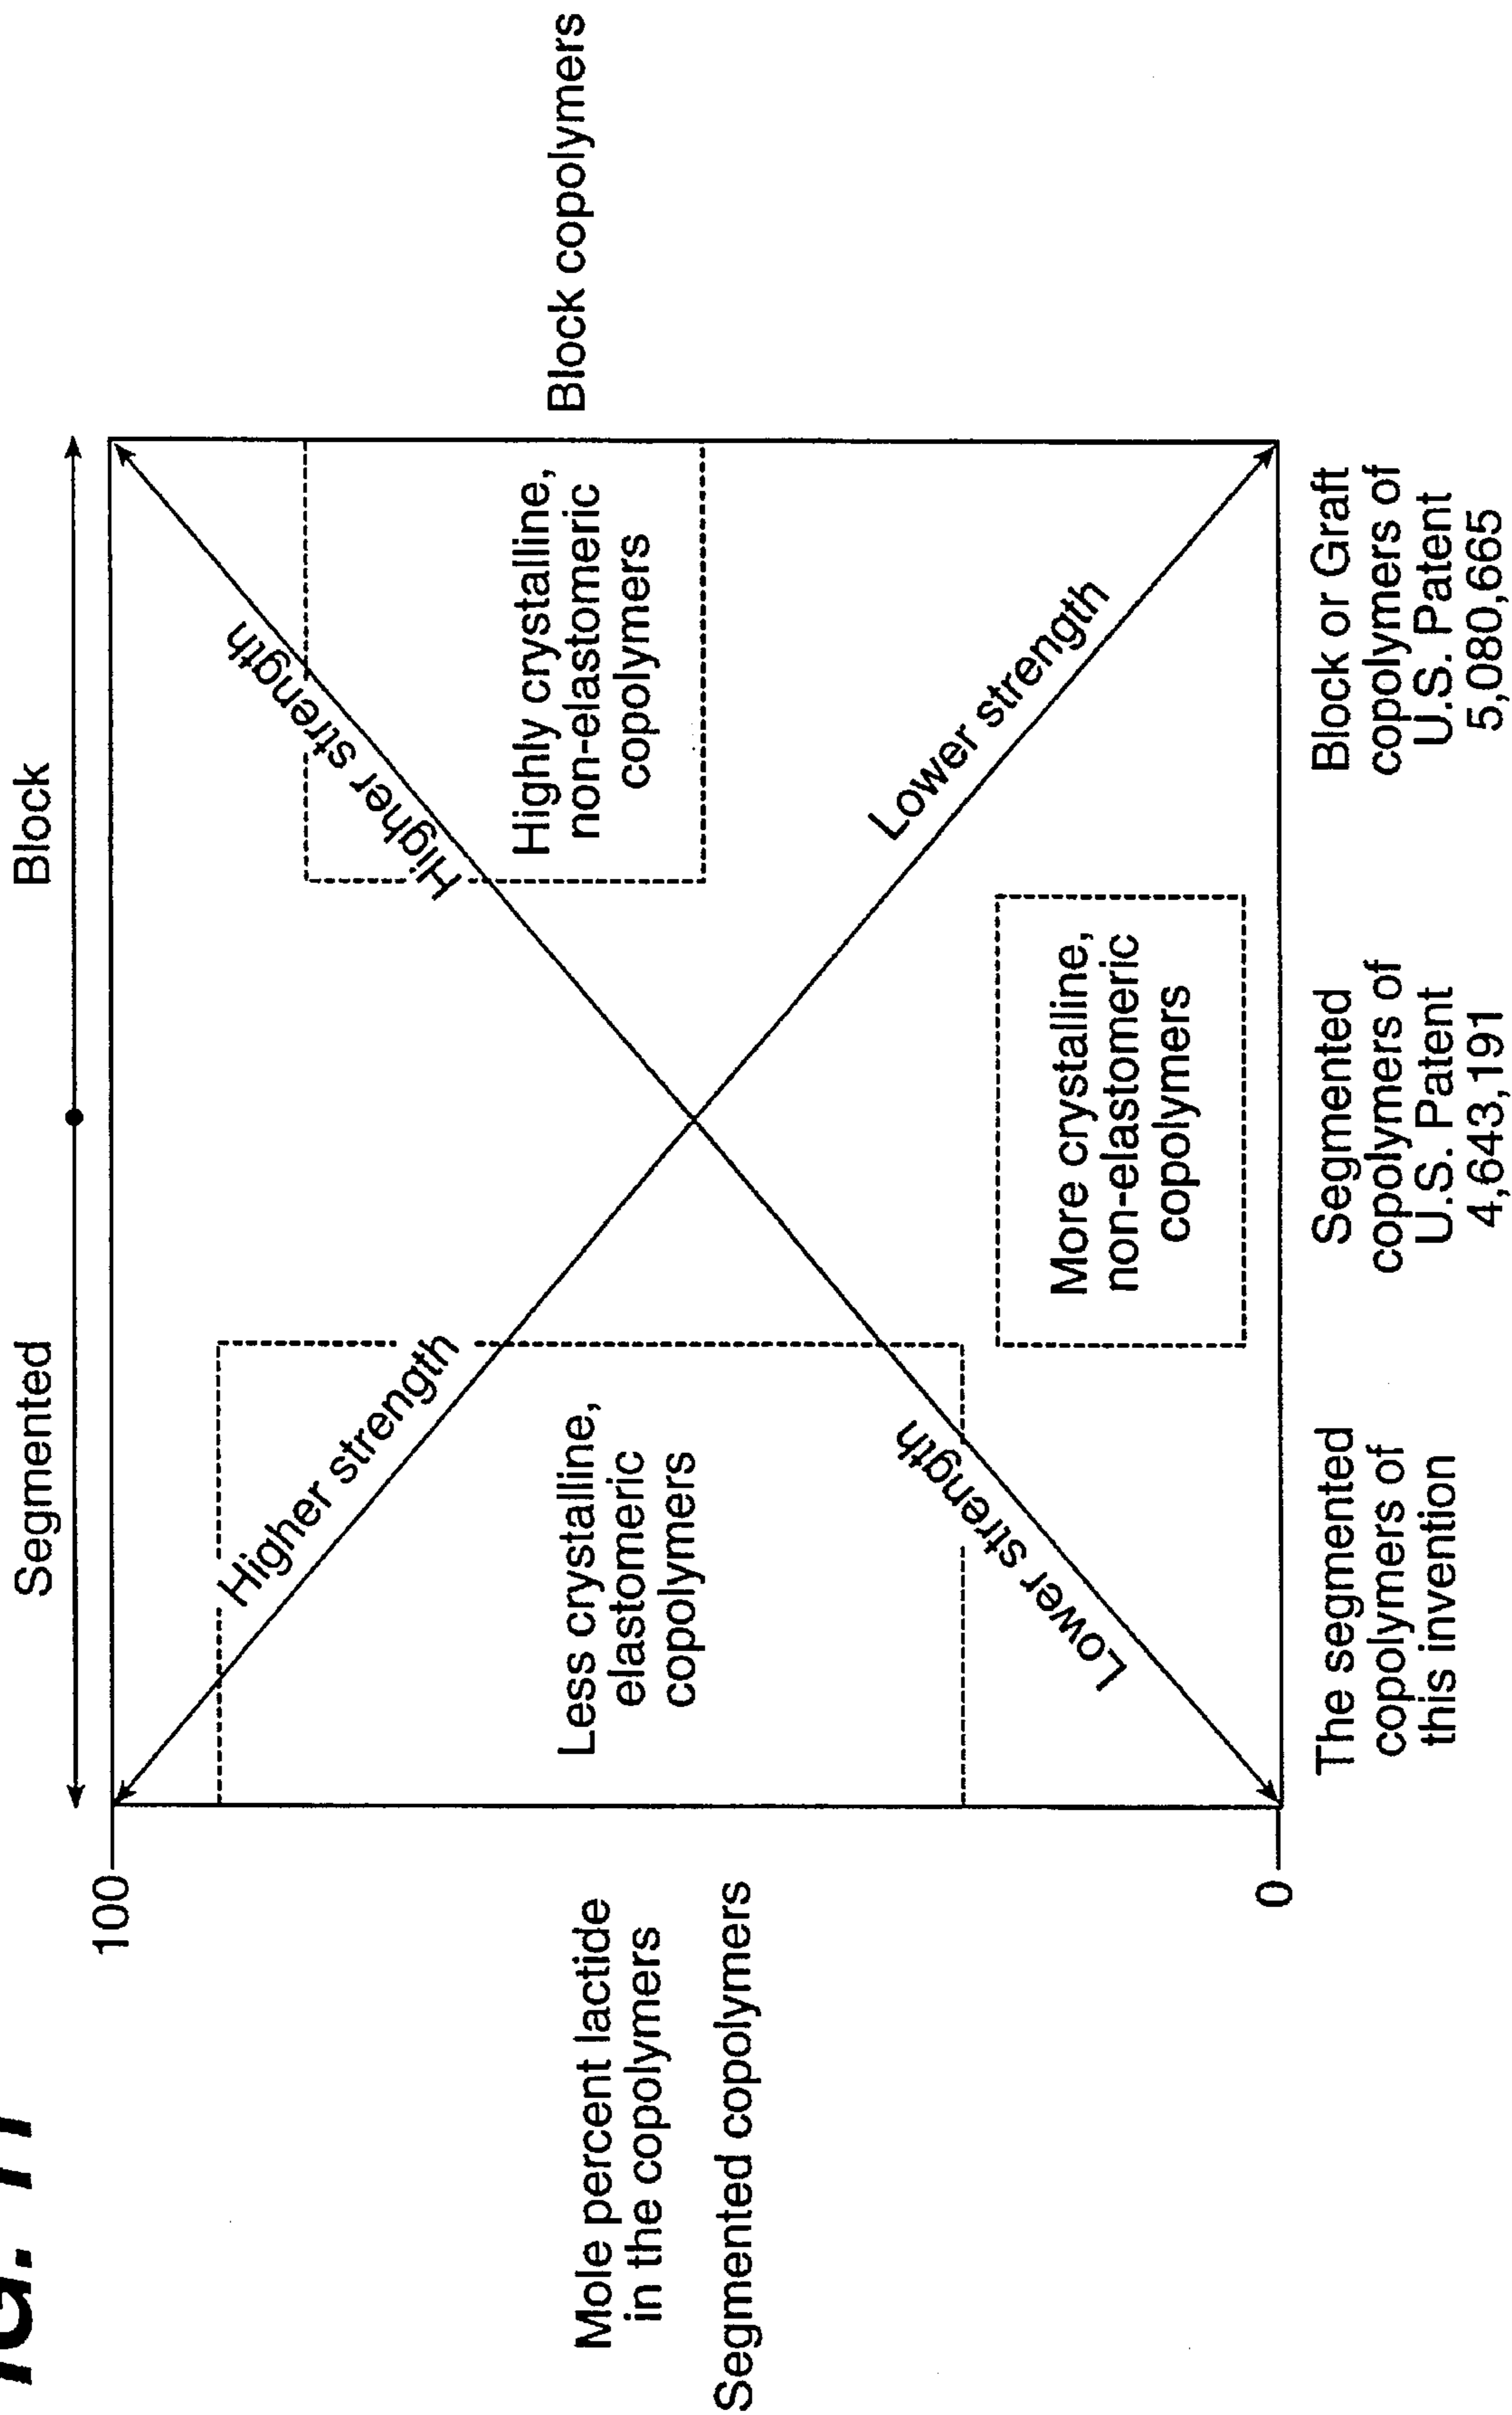 IG. 11
Segmented
Block
100
0
Mole percent lactide
in the copolymers
Segmented copolymers
Block copolymers
Higher strength
Higher strength
Less crystalline,
elastomeric
copolymers
Highly crystalline,
non-elastomeric
copolymers
More crystalline,
non-elastomeric
copolymers
Lower strength
Lower strength
The segmented
copolymers of
this invention
Segmented
copolymers of
U.S. Patent
4,643,191
Block or Graft
copolymers of
U.S. Patent
5,080,665